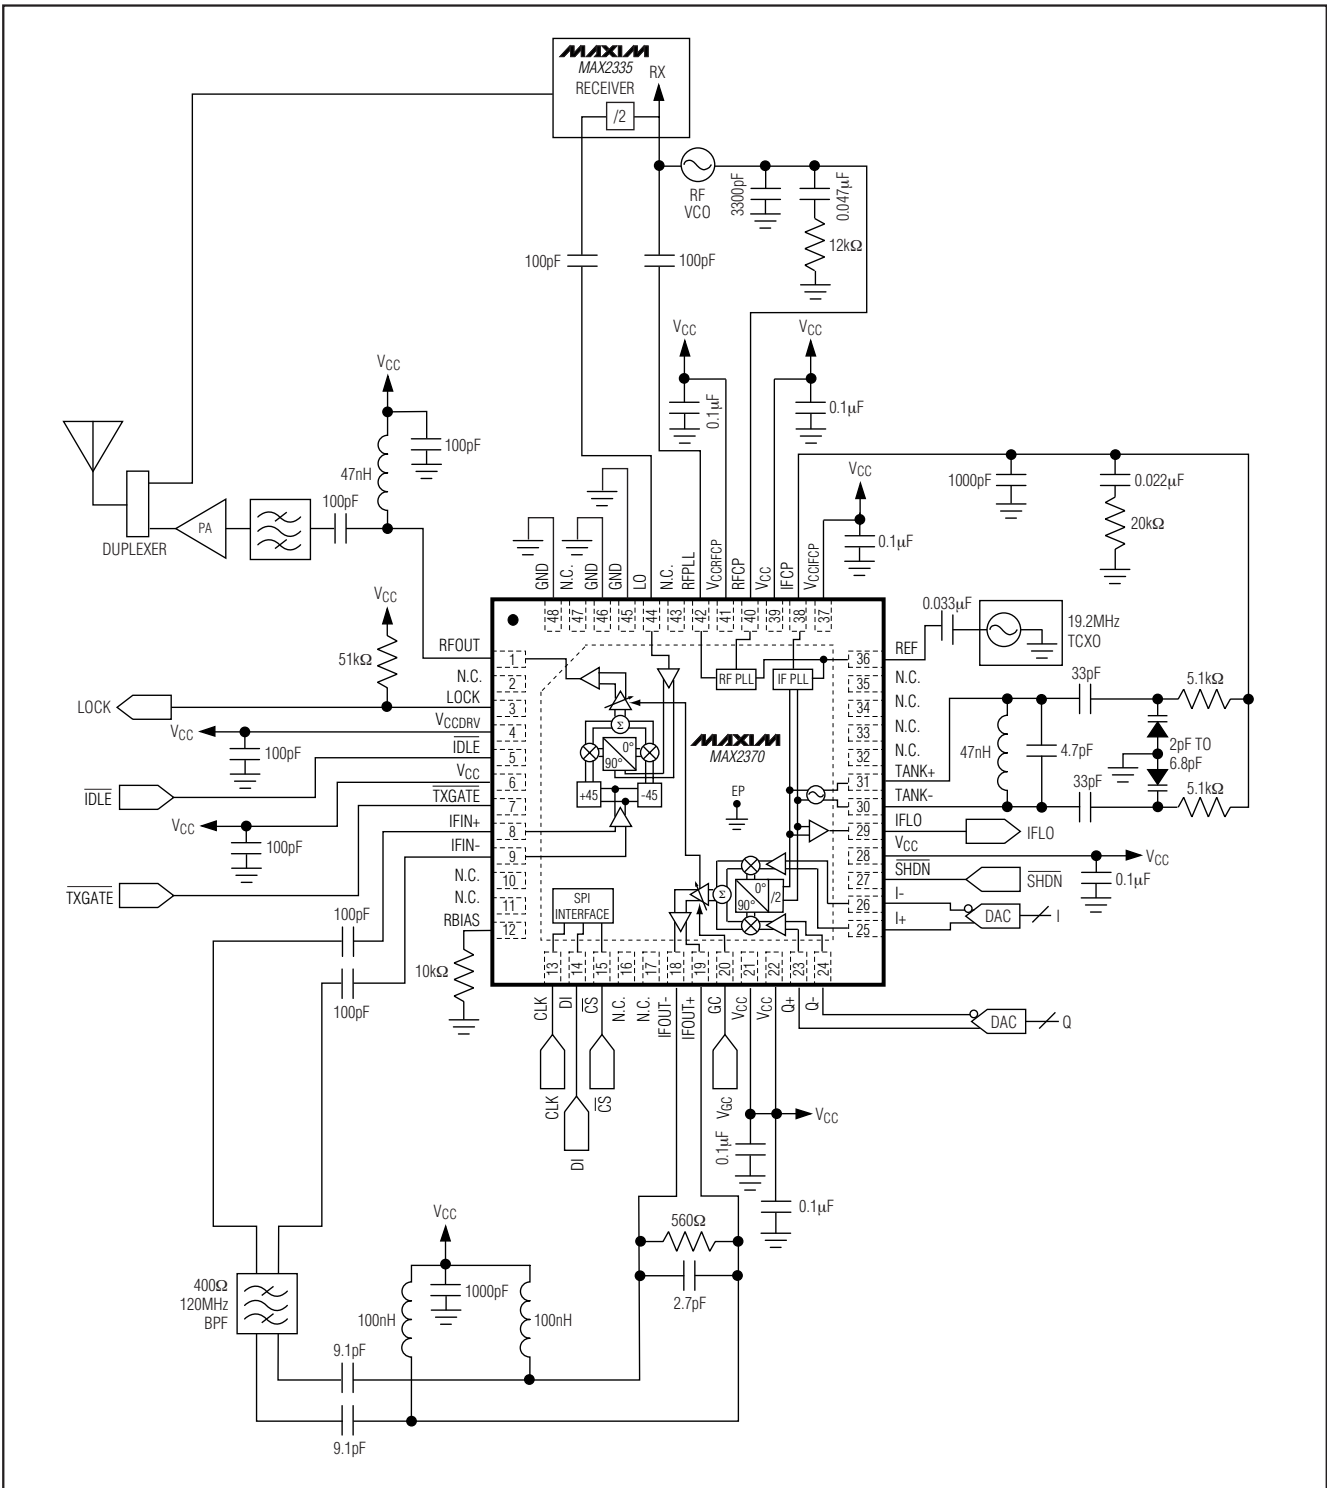 MAXIM
MAX2335
RECEIVER
RX
/2
RF
VCO
3300pF
0.047µF
12kΩ
100pF
100pF
VCC
VCC
0.1µF
0.1µF
VCC
100pF
47nH
100pF
PA
DUPLEXER
VCC
0.1µF
1000pF
0.022µF
20kΩ
GND
N.C.
GND
GND
LO
N.C.
RFPLL
VCCRFCP
RFCP
VCC
IFCP
VCCIFCP
48
47
46
45
44
43
42
41
40
39
38
37
0.033µF
19.2MHz
TCXO
VCC
51kΩ
LOCK
VCC
100pF
IDLE
VCC
100pF
TXGATE
RFOUT
N.C.
LOCK
VCCDRV
IDLE
VCC
TXGATE
IFIN+
IFIN-
N.C.
N.C.
RBIAS
1
2
3
4
5
6
7
8
9
10
11
12
RF PLL
IF PLL
Σ
0°
90°
+45
-45
MAXIM
MAX2370
EP
SPI
INTERFACE
Σ
0°
90°
/2
36
35
34
33
32
31
30
29
28
27
26
25
REF
N.C.
N.C.
N.C.
N.C.
TANK+
TANK-
IFLO
VCC
SHDN
I-
I+
33pF
5.1kΩ
47nH
4.7pF
2pF TO
6.8pF
33pF
5.1kΩ
IFLO
VCC
SHDN
0.1µF
DAC
I
100pF
100pF
10kΩ
13
14
15
16
17
18
19
20
21
22
23
24
CLK
DI
CS
N.C.
N.C.
IFOUT-
IFOUT+
GC
VCC
VCC
Q+
Q-
DAC
Q
CLK
DI
CS
VGC
VCC
0.1µF
0.1µF
560Ω
2.7pF
VCC
1000pF
100nH
100nH
400Ω
120MHz
BPF
9.1pF
9.1pF